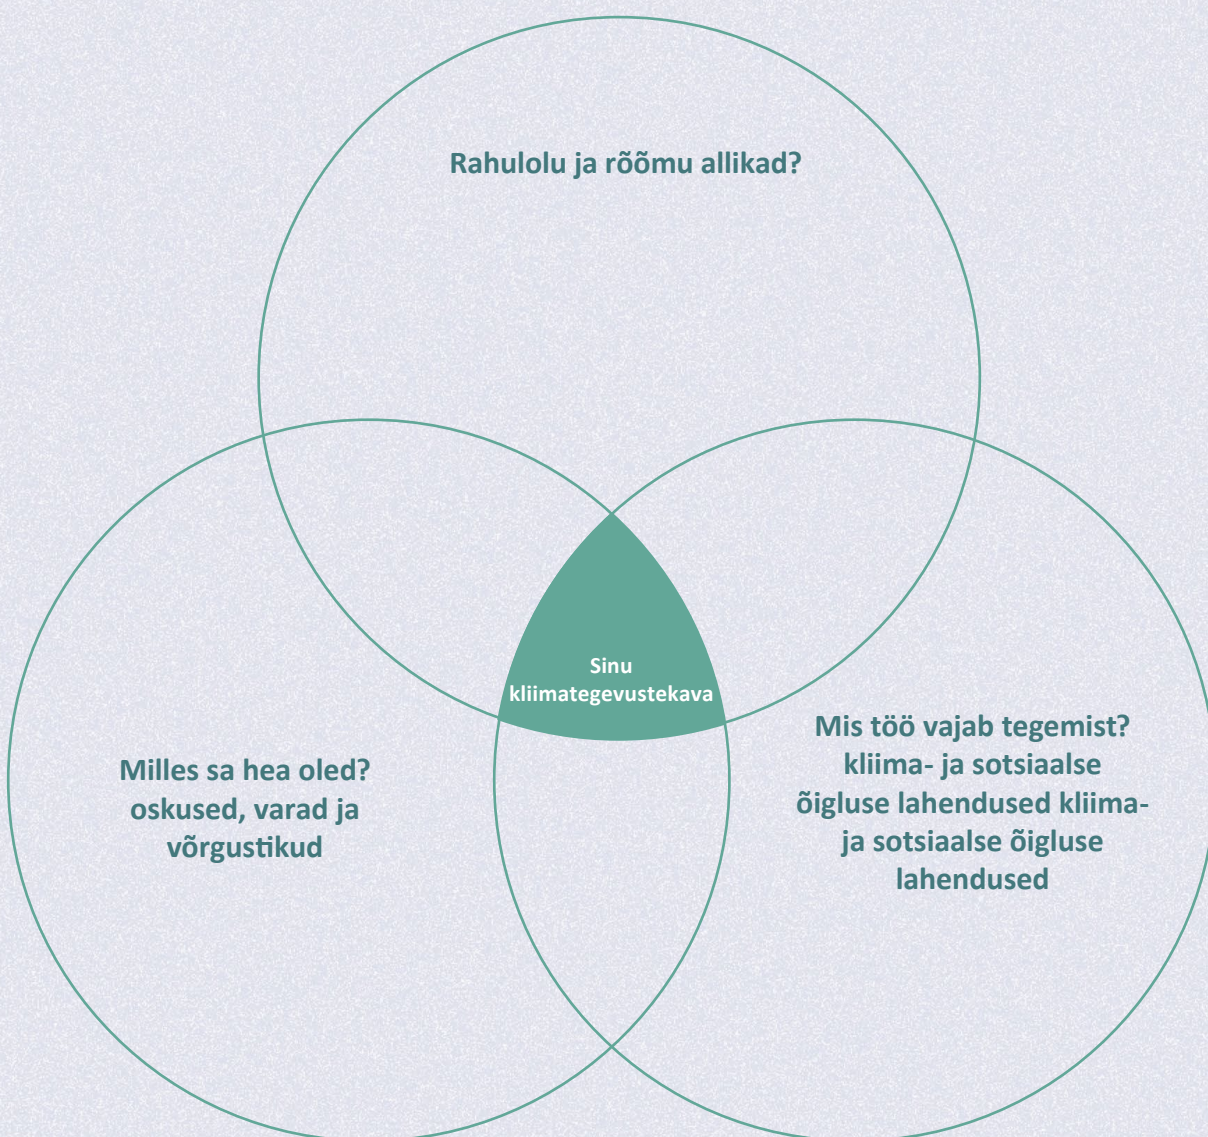 Rahulolu ja rõõmu allikad?
Sinu
kliimategevustekava
Milles sa hea oled?
oskused, varad ja
võrgustikud
Mis töö vajab tegemist?
kliima- ja sotsiaalse
õigluse lahendused kliima-
ja sotsiaalse õigluse
lahendused